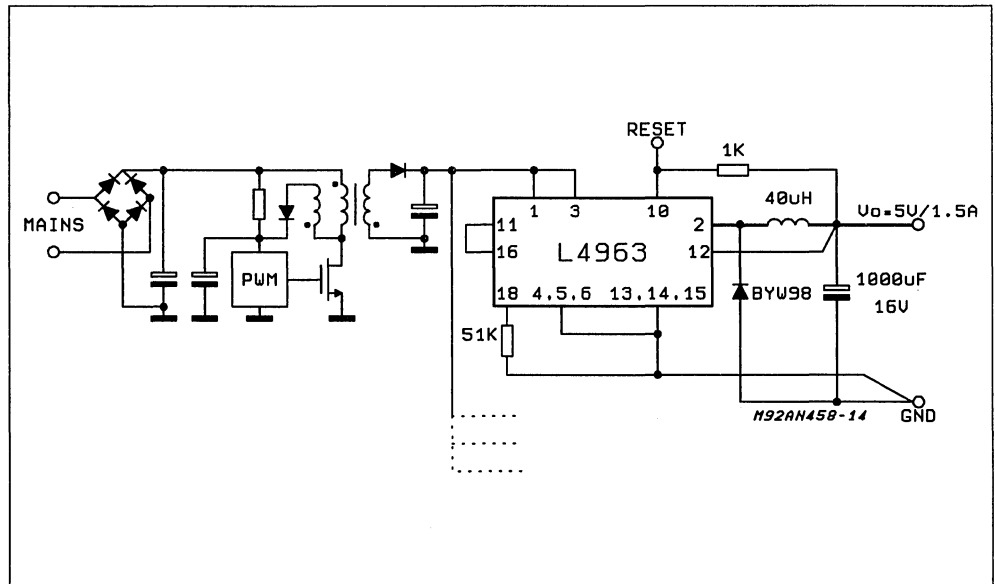 RESET
1K
40uH
1
3
10
2
Vo=5V/1.5A
MAINS
11
16
L4963
12
PWM
18
4,5,6
13,14,15
BYW98
1000uF
16V
51K
M92AN458-14
GND